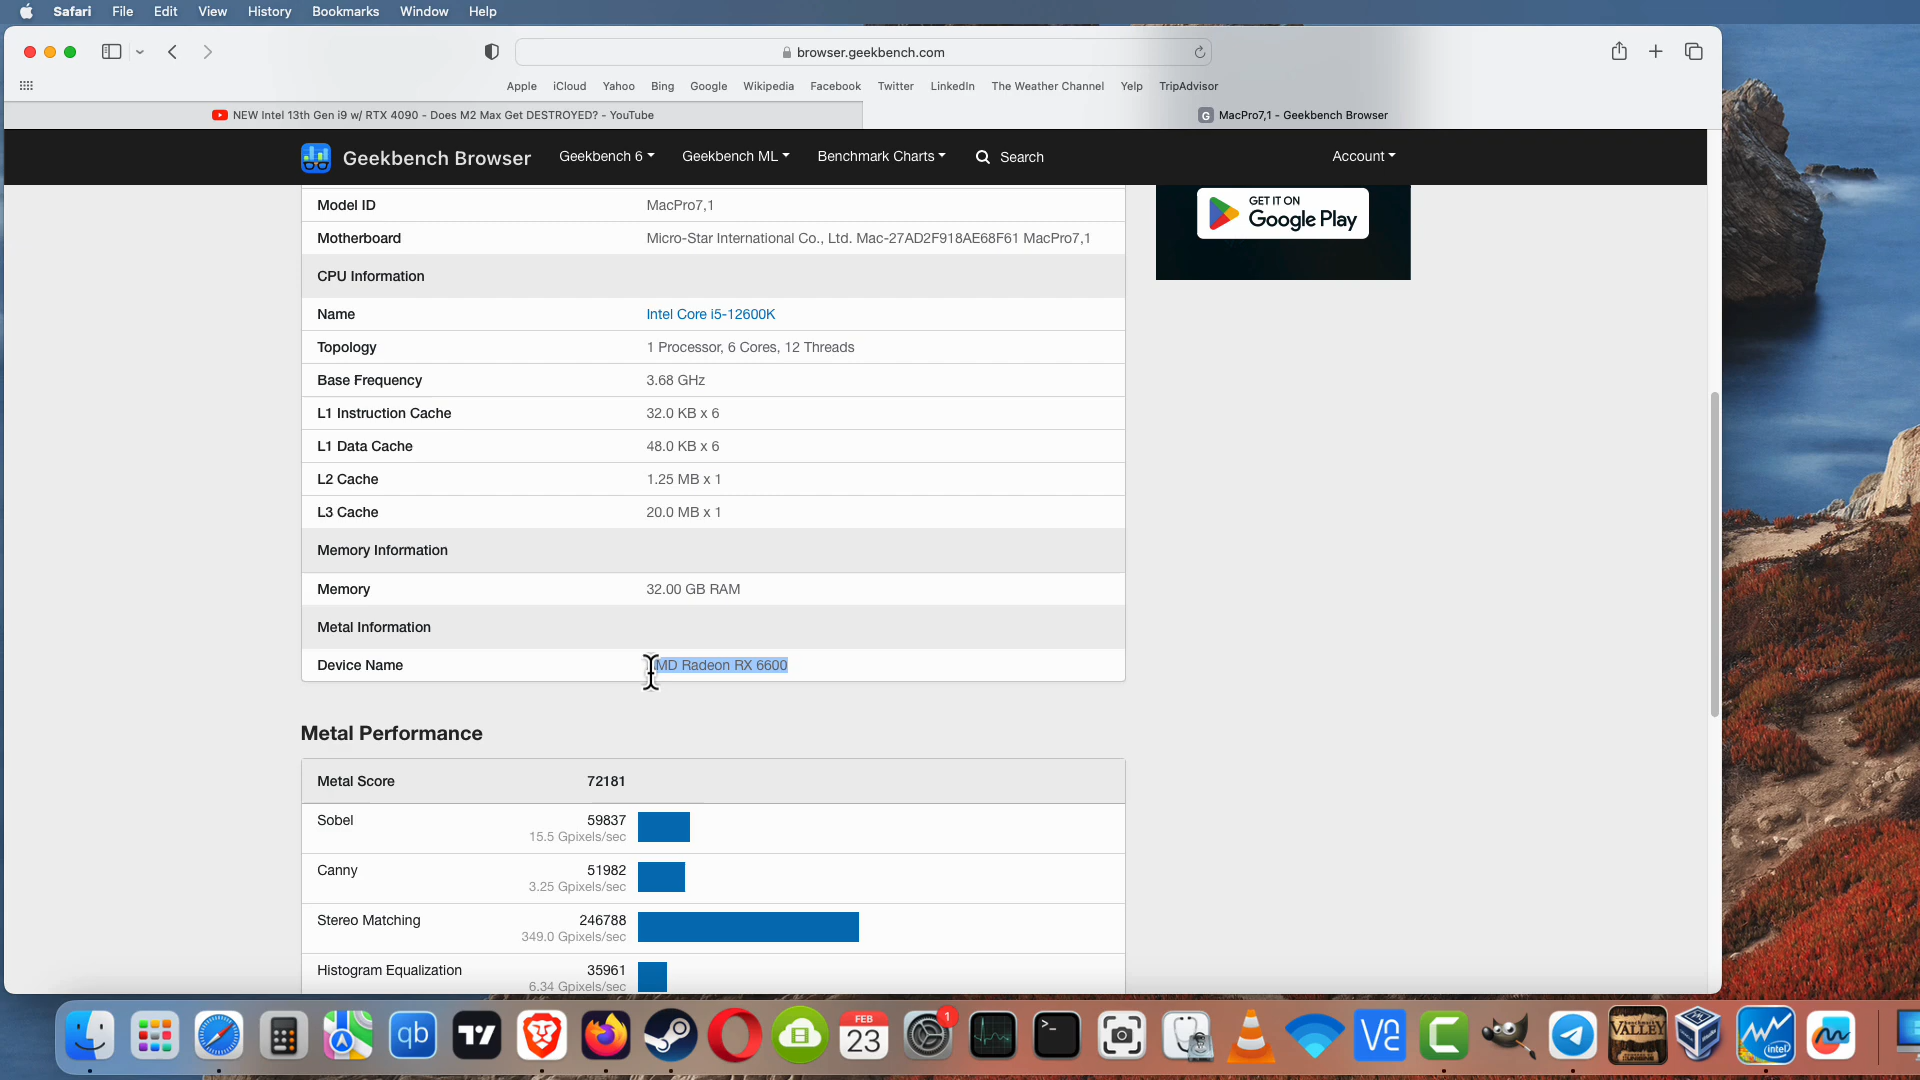 Safari File Edit View History Bookmarks Window Help
browser.geekbench.com
Apple iCloud Yahoo Bing Google Wikipedia Facebook Twitter LinkedIn The Weather Channel Yelp TripAdvisor
NEW Intel 13th Gen i9 w/ RTX 4090 - Does M2 Max Get DESTROYED? - YouTube
G MacPro7,1 - Geekbench Browser
Geekbench Browser Geekbench 6 Geekbench ML Benchmark Charts Search Account
GET IT ON
Google Play
Model ID MacPro7,1
Motherboard Micro-Star International Co., Ltd. Mac-27AD2F918AE68F61 MacPro7,1
CPU Information
Name Intel Core i5-12600K
Topology 1 Processor, 6 Cores, 12 Threads
Base Frequency 3.68 GHz
L1 Instruction Cache 32.0 KB x 6
L1 Data Cache 48.0 KB x 6
L2 Cache 1.25 MB x 1
L3 Cache 20.0 MB x 1
Memory Information
Memory 32.00 GB RAM
Metal Information
Device Name MD Radeon RX 6600
Metal Performance
Metal Score 72181
Sobel 59837
15.5 Gpixels/sec
Canny 51982
3.25 Gpixels/sec
Stereo Matching 246788
349.0 Gpixels/sec
Histogram Equalization 35961
6.34 Gpixels/sec
qb
FEB
23
1
VALLEY
intel